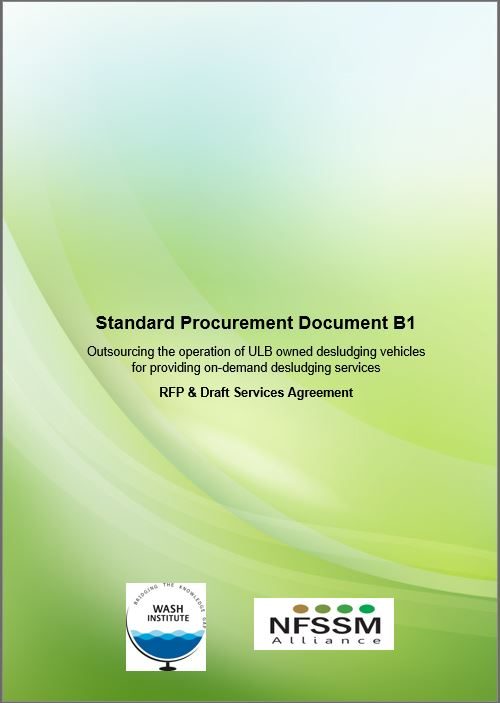 Standard Procurement Document B1
Outsourcing the operation of ULB owned desludging vehicles
for providing on-demand desludging services
RFP & Draft Services Agreement
BRIDGING THE KNOWLEDGE GAP
WASH
INSTITUTE
NFSSM
Alliance